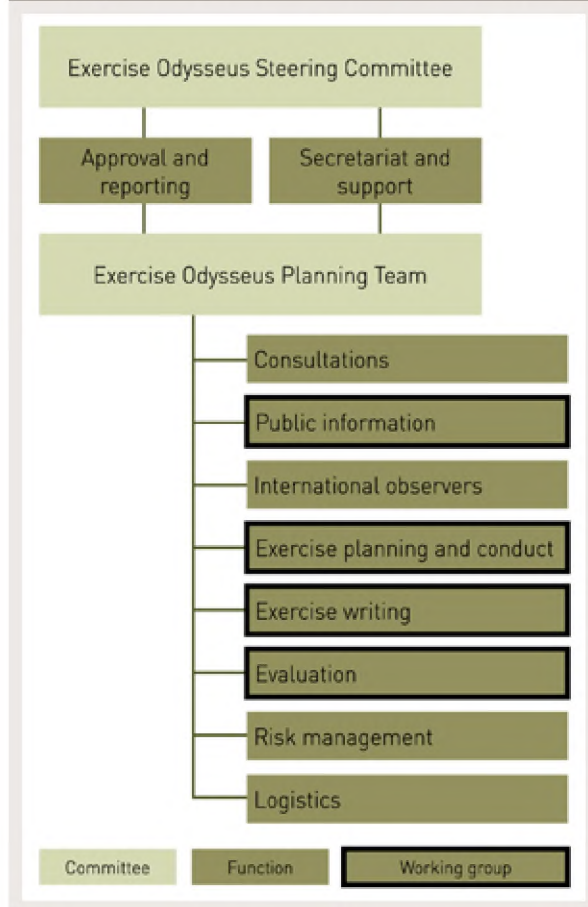 Exercise Odysseus Steering Committee
Approval and
reporting
Secretariat and
support
Exercise Odysseus Planning Team
Consultations
Public information
International observers
Exercise planning and conduct
Exercise writing
Evaluation
Risk management
Logistics
Committee
Function
Working group